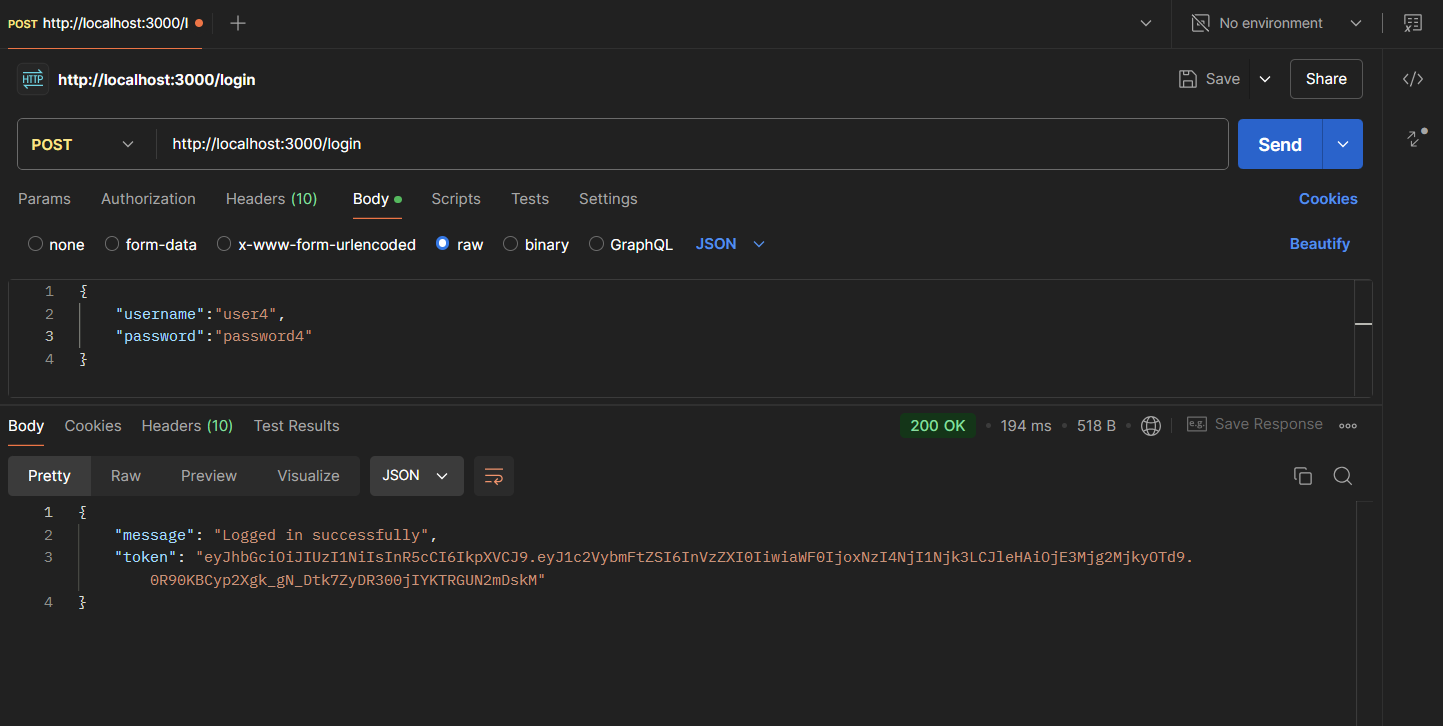 POST http://localhost:3000/l
No environment
HTTP http://localhost:3000/login
Save
Share
POST
http://localhost:3000/login
Send
Params Authorization Headers (10) Body Scripts Tests Settings
Cookies
none form-data x-www-form-urlencoded raw binary GraphQL JSON
Beautify
1 {
2 "username":"user4",
3 "password":"password4"
4 }
Body Cookies Headers (10) Test Results
200 OK • 194 ms • 518 B •
e.g. Save Response
Pretty Raw Preview Visualize JSON
1 {
2 "message": "Logged in successfully",
3 "token": "eyJhbGciOiJIUzI1NiIsInR5cCI6IkpXVCJ9.eyJ1c2VybmFtZSI6InVzZXI0IiwiaWF0IjoxNzI4NjI1Njk3LCJleHAiOjE3Mjg2MjkyOTd9.
0R90KBCyp2Xgk_gN_Dtk7ZyDR300jIYKTRGUN2mDskM"
4 }